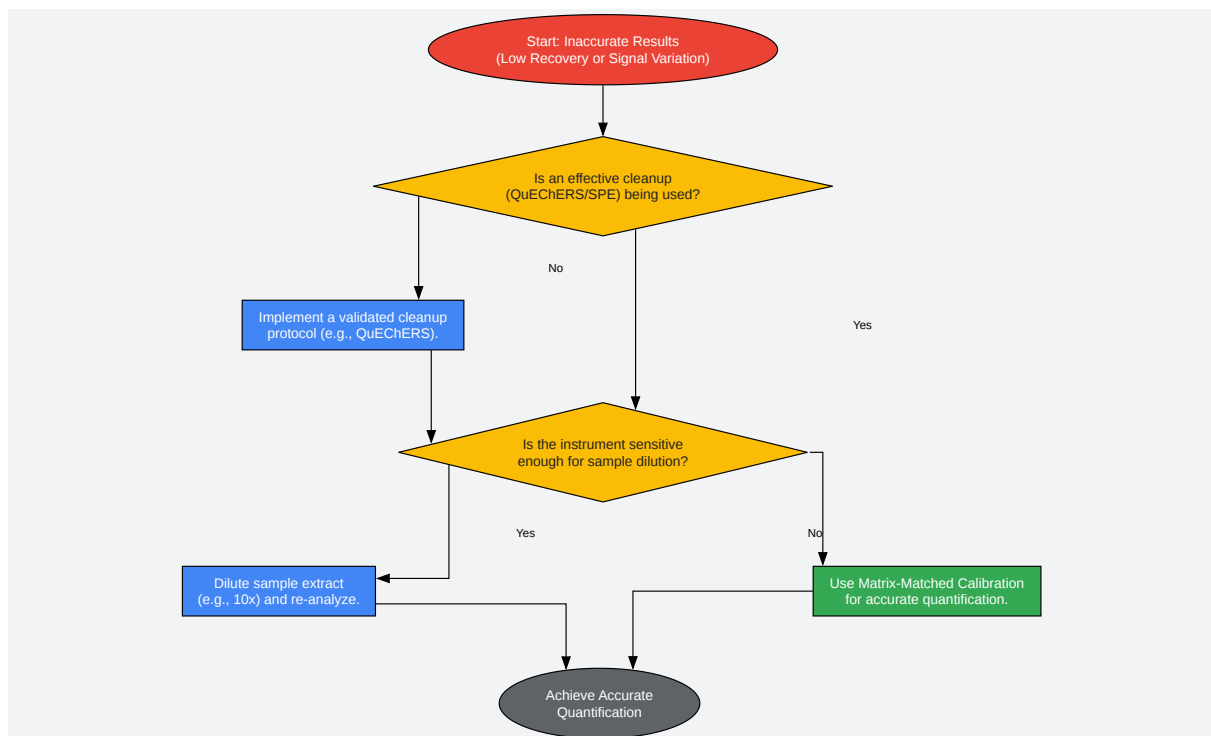 Start: Inaccurate Results
(Low Recovery or Signal Variation)
Is an effective cleanup
(QuEChERS/SPE) being used?
No
Implement a validated cleanup
protocol (e.g., QuEChERS).
Yes
Is the instrument sensitive
enough for sample dilution?
Yes
No
Dilute sample extract
(e.g., 10x) and re-analyze.
Use Matrix-Matched Calibration
for accurate quantification.
Achieve Accurate
Quantification